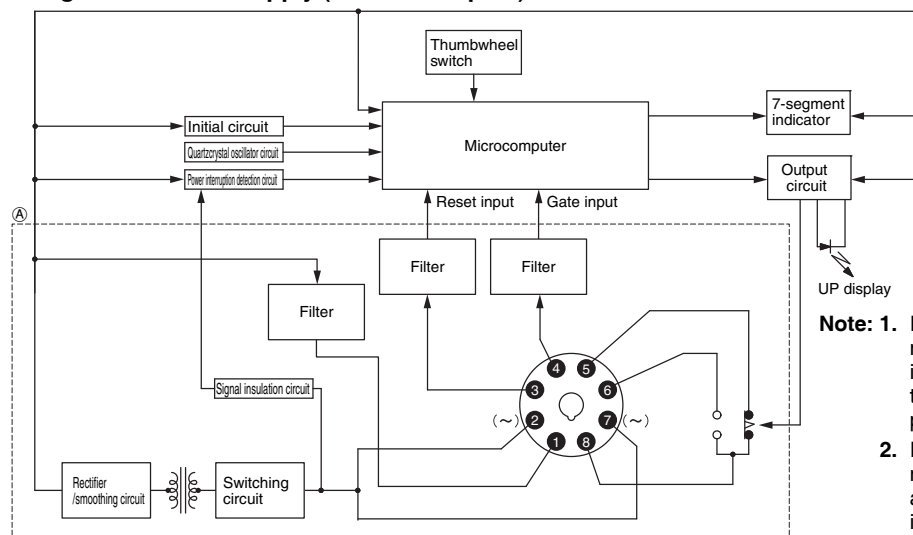 Thumbwheel
switch
7-segment
indicator
Initial circuit
Quartzcrystal oscillator circuit
Microcomputer
Power interruption detection circuit
Output
circuit
Reset input
Gate input
A
Filter
Filter
Filter
UP display
Note: 1.
Signal insulation circuit
4
5
3
6
(~)
2
7
(~)
1
8
2.
Rectifier
/smoothing circuit
Switching
circuit